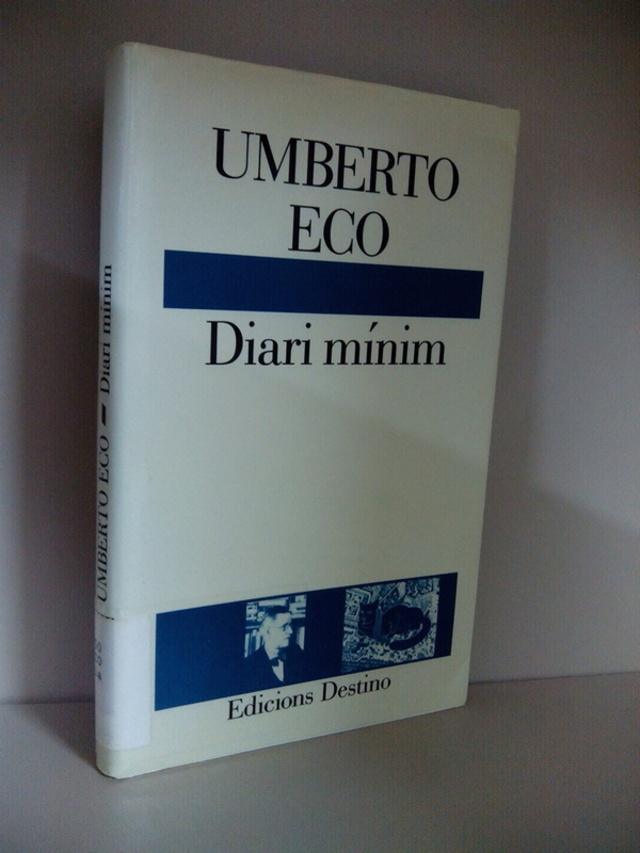 UMBERTO
ECO
Diari mínim
Edicions Destino
UMBERTO ECO – Diari mínim